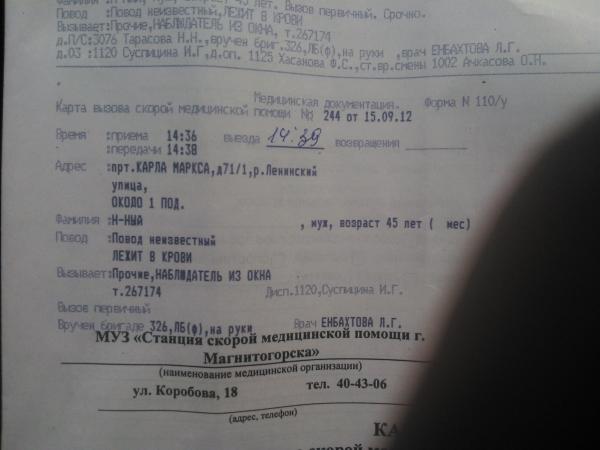 45 лет. Вызов первичный. Срочно.
Повод :Повод неизвестный,ЛЕЖИТ В КРОВИ
Вызывает:Прочие,НАБЛЮДАТЕЛЬ ИЗ ОКНА, т.267174
д.П/С:3076 Тарасова Н.Н.,вручен бриг.326,ЛБ(ф),на руки ,врач ЕНБАХТОВА Л.Г.
д.03 :1120 Суспицина И.Г,д.оп. 1125 Хасанова Ф.С.,ст.вр.смены 1002 Ачкасова О.Н.
Медицинская документация. Форма N 110/у
Карта вызова скорой медицинской помощи №: 244 от 15.09.12
Время :приема 14:36 выезда 14:39 возвращения
:передачи 14:38
Адрес :прт.КАРЛА МАРКСА,д71/1,р.Ленинский
улица,
ОКОЛО 1 ПОД.
Фамилия :Н-НЫА , муж, возраст 45 лет ( мес)
Повод :Повод неизвестный
ЛЕЖИТ В КРОВИ
Вызывает:Прочие,НАБЛЮДАТЕЛЬ ИЗ ОКНА
т.267174 Дисп.1120,Суспицина И.Г.
Вызов первичный
Вручен бригаде 326,ЛБ(ф),на руки Врач ЕНБАХТОВА Л.Г.
МУЗ «Станция скорой медицинской помощи г.
Магнитогорска»
(наименование медицинской организации)
ул. Коробова, 18 тел. 40-43-06
(адрес, телефон)
КА
скорой м